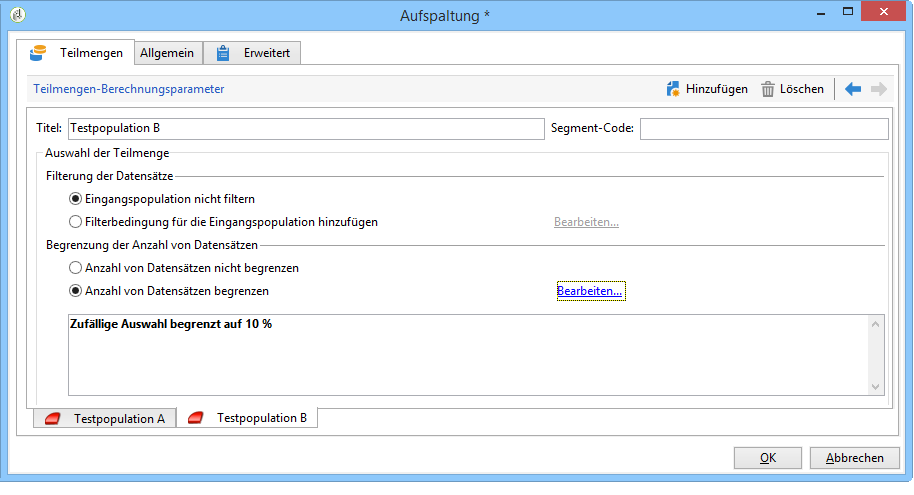 Aufspaltung *
Teilmengen Allgemein Erweitert
Teilmengen-Berechnungsparameter Hinzufügen Löschen
Titel: Testpopulation B Segment-Code:
Auswahl der Teilmenge
Filterung der Datensätze
Eingangspopulation nicht filtern
Filterbedingung für die Eingangspopulation hinzufügen Bearbeiten...
Begrenzung der Anzahl von Datensätzen
Anzahl von Datensätzen nicht begrenzen
Anzahl von Datensätzen begrenzen Bearbeiten...
Zufällige Auswahl begrenzt auf 10 %
Testpopulation A Testpopulation B
OK Abbrechen